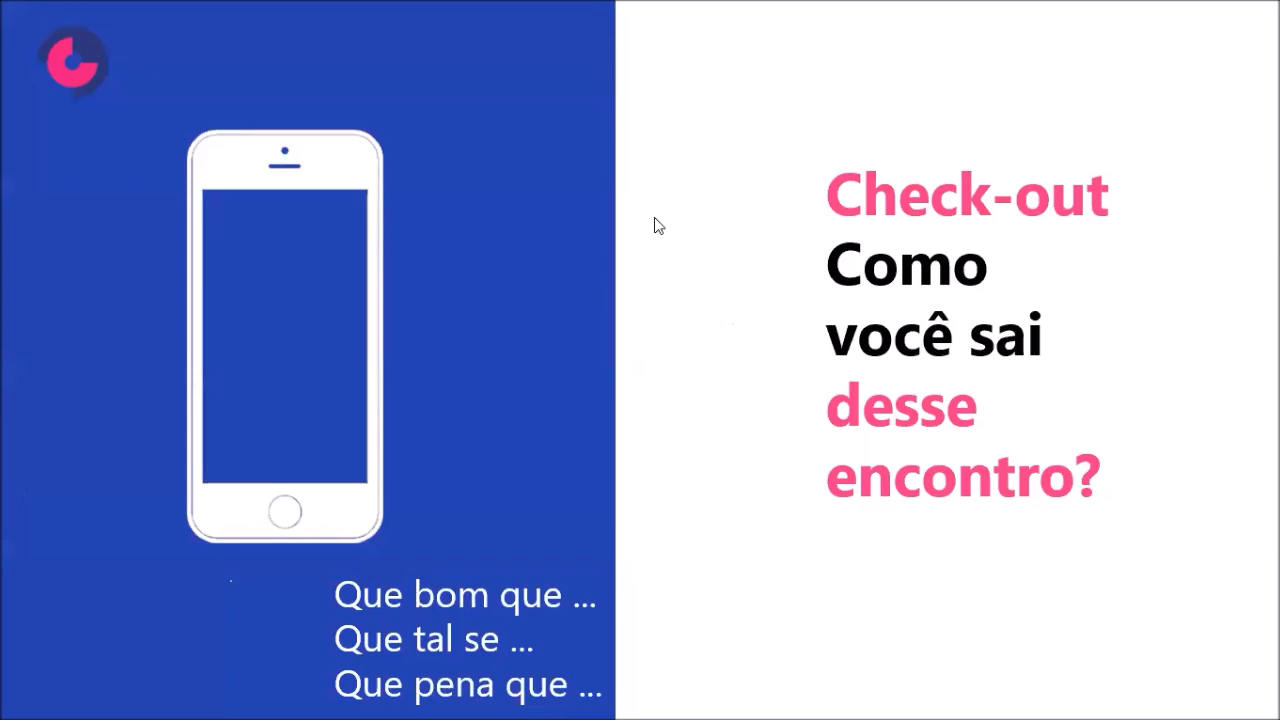 Check-out
Como
você sai
desse
encontro?
Que bom que ...
Que tal se ...
Que pena que ...